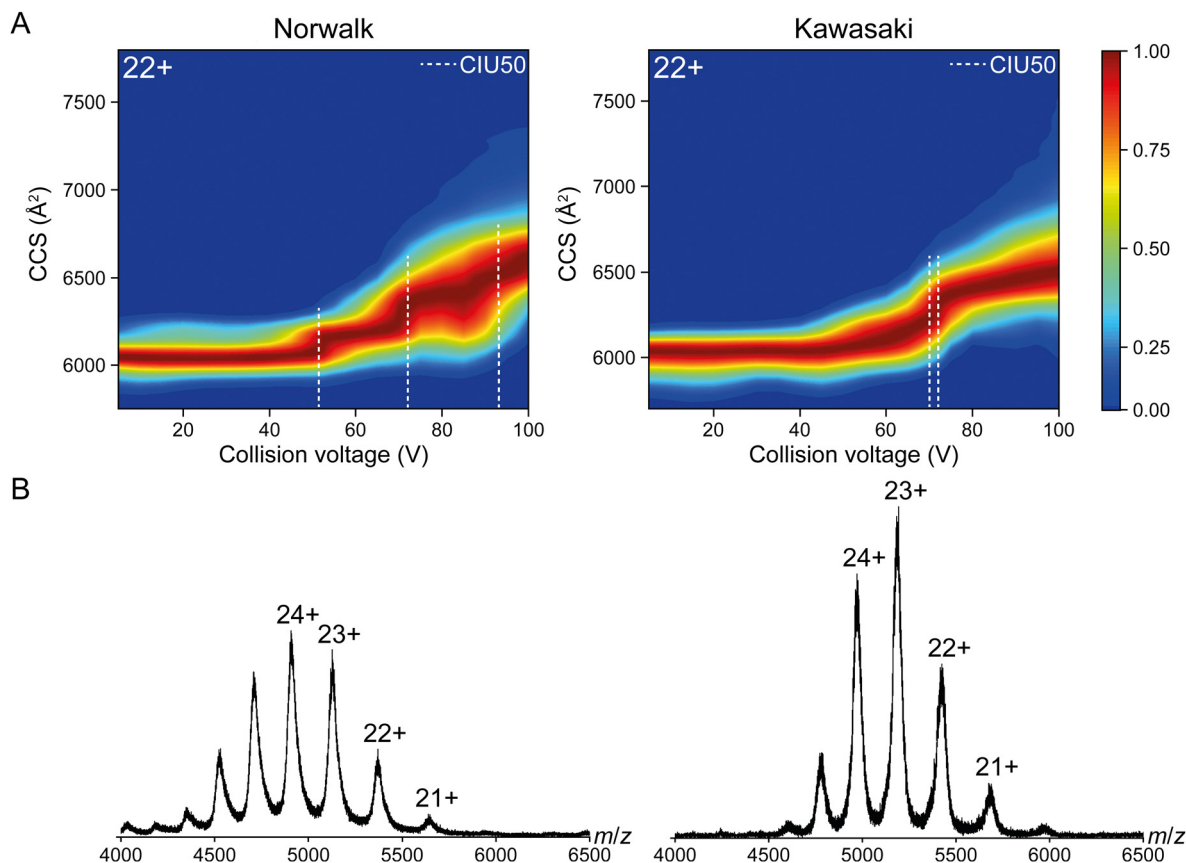 A
Norwalk
Kawasaki
22+
CIU50
22+
CIU50
1.00
0.75
0.50
0.25
0.00
7500
7000
6500
6000
CCS (Å²)
7500
7000
6500
6000
CCS (Å²)
20 40 60 80 100
Collision voltage (V)
20 40 60 80 100
Collision voltage (V)
B
24+
23+
22+
21+
4000 4500 5000 5500 6000 6500 m/z
23+
24+
22+
21+
4000 4500 5000 5500 6000 6500 m/z